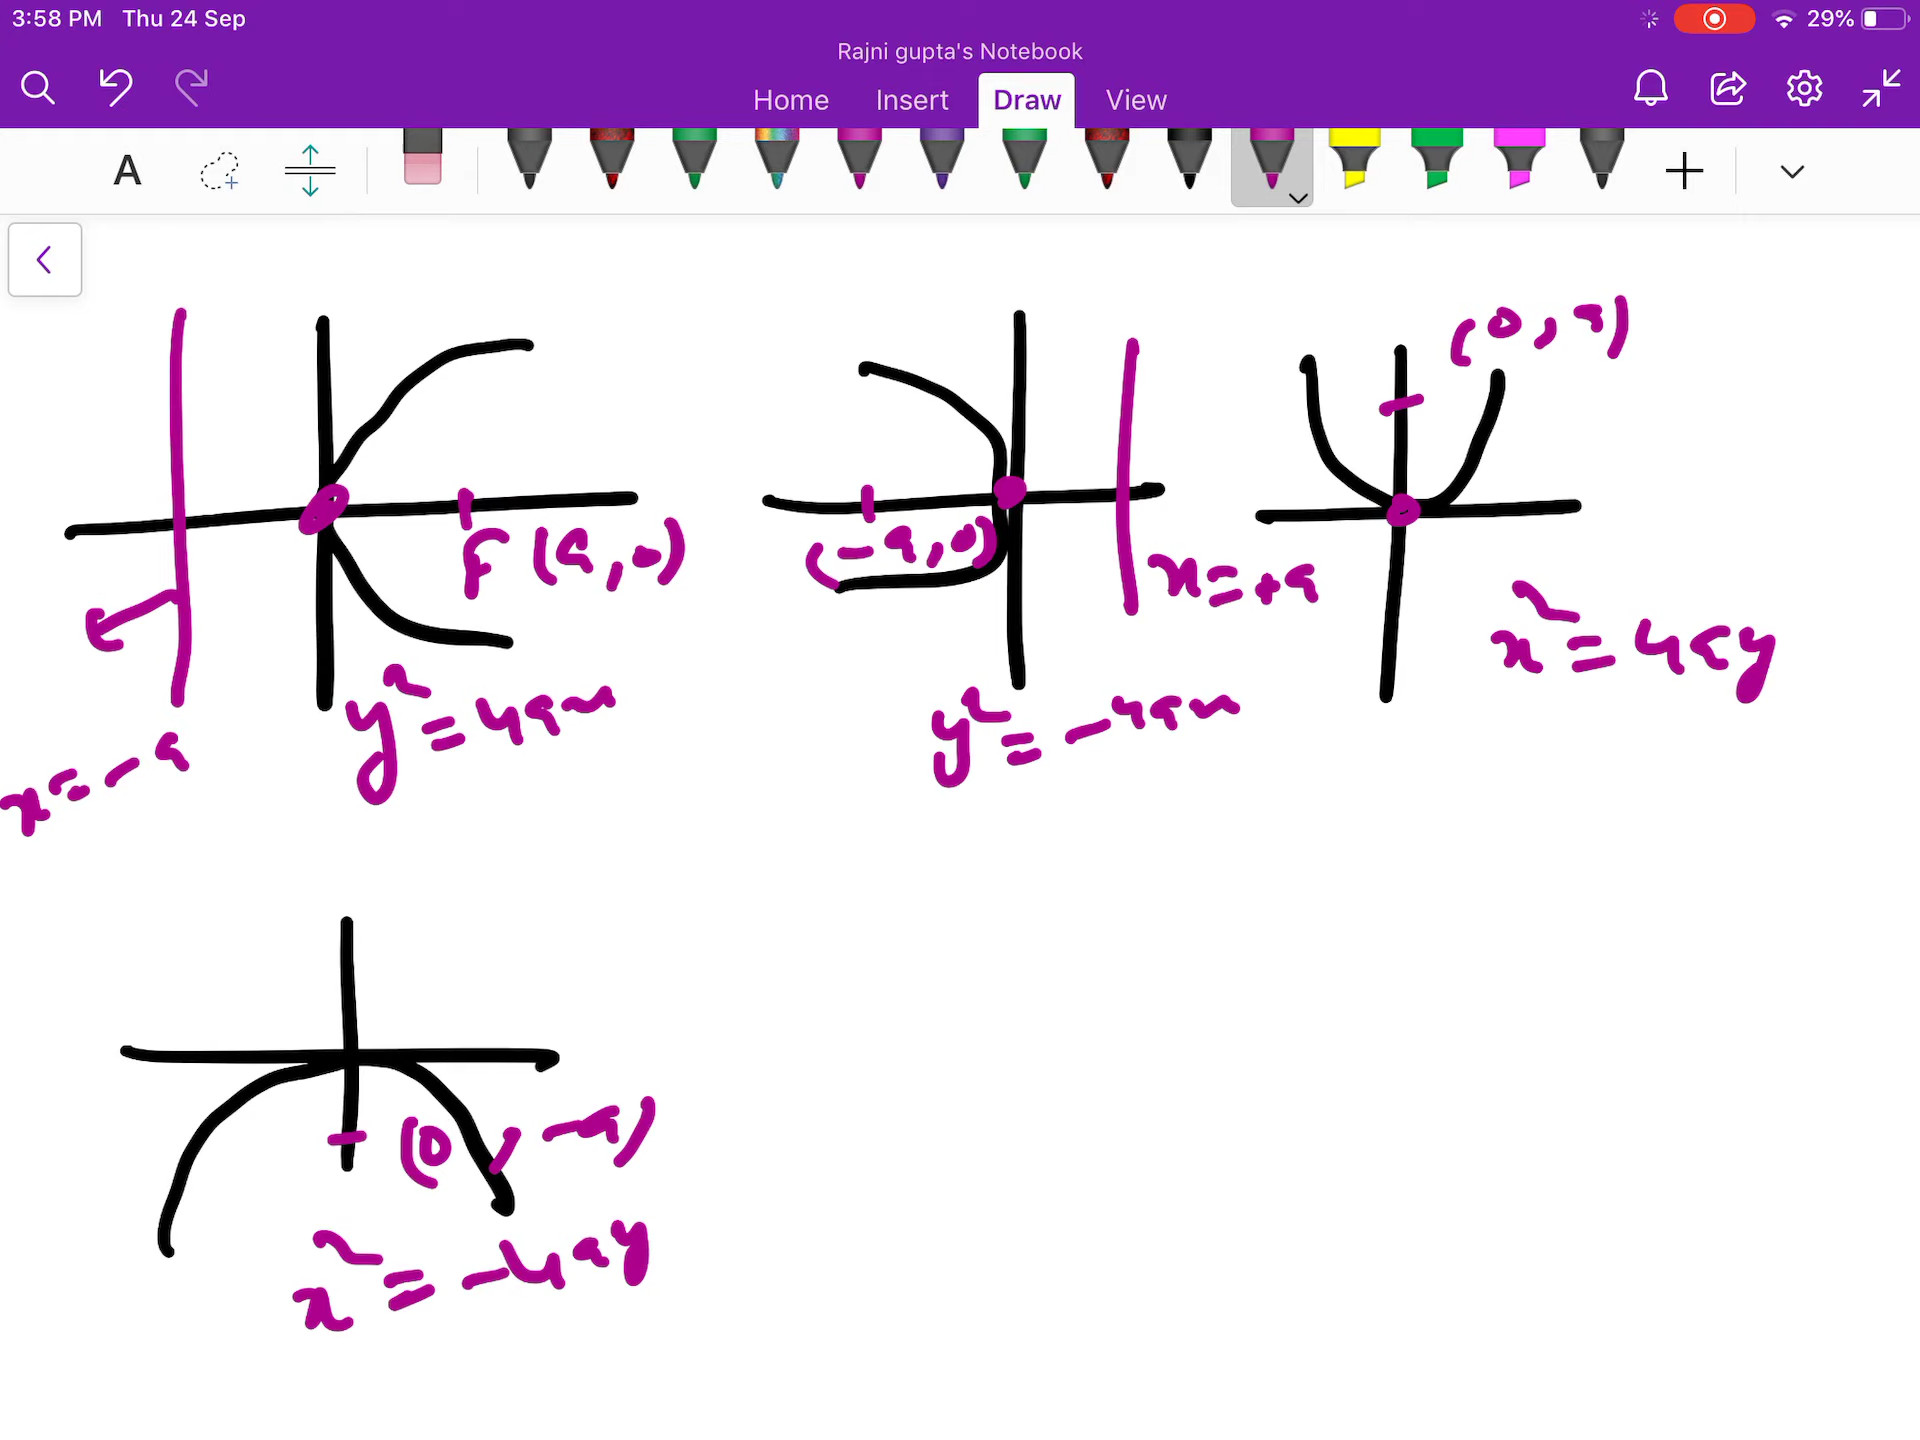 3:58 PM Thu 24 Sep
29%
Rajni gupta's Notebook
Home Insert Draw View
A
(0, a)
F (a, 0)
(-a, 0)
x = +a
x² = 4ay
y² = 4ax
y² = -4ax
x = -a
(0, -a)
x² = -4ay